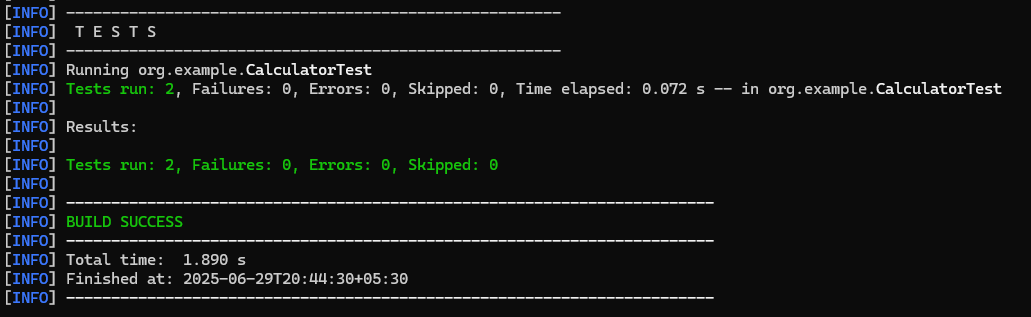 [INFO] -------------------------------------------------------
[INFO]  T E S T S
[INFO] -------------------------------------------------------
[INFO] Running org.example.CalculatorTest
[INFO] Tests run: 2, Failures: 0, Errors: 0, Skipped: 0, Time elapsed: 0.072 s -- in org.example.CalculatorTest
[INFO]
[INFO] Results:
[INFO]
[INFO] Tests run: 2, Failures: 0, Errors: 0, Skipped: 0
[INFO]
[INFO] ------------------------------------------------------------------------
[INFO] BUILD SUCCESS
[INFO] ------------------------------------------------------------------------
[INFO] Total time:  1.890 s
[INFO] Finished at: 2025-06-29T20:44:30+05:30
[INFO] ------------------------------------------------------------------------